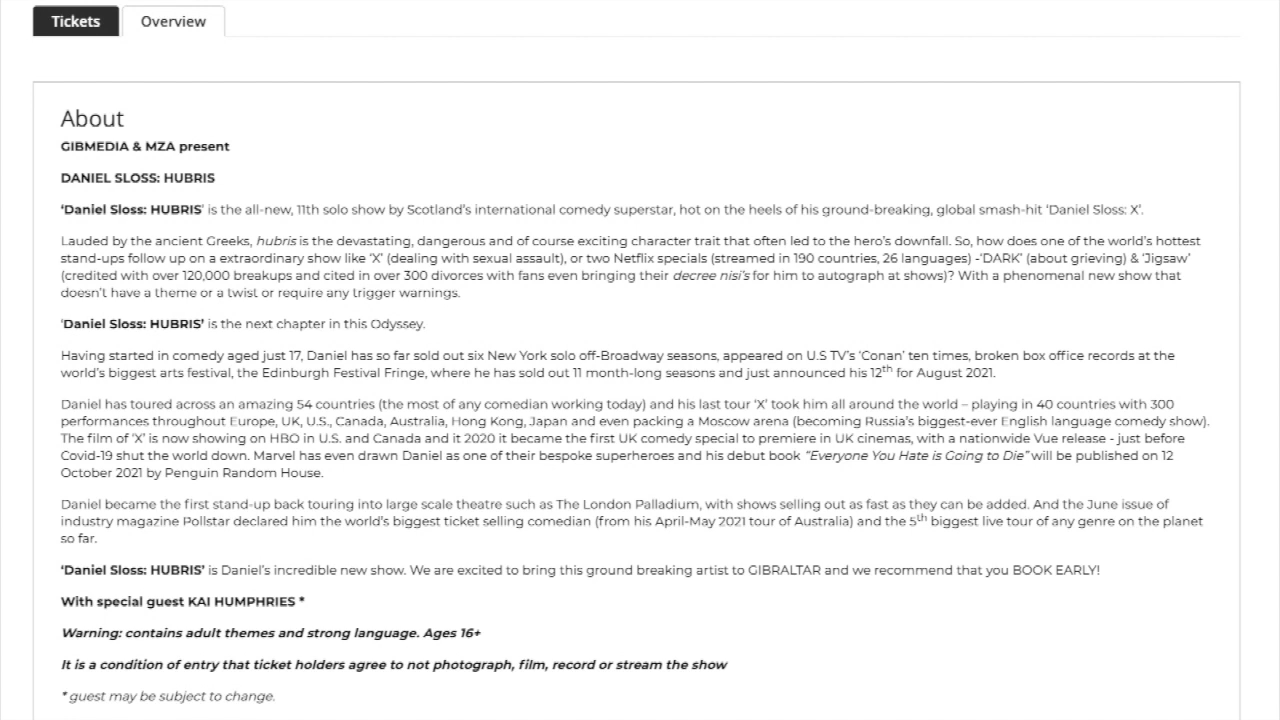 Tickets
Overview
About
GIBMEDIA & MZA present
DANIEL SLOSS: HUBRIS
‘Daniel Sloss: HUBRIS’ is the all-new, 11th solo show by Scotland’s international comedy superstar, hot on the heels of his ground-breaking, global smash-hit ‘Daniel Sloss: X’.
Lauded by the ancient Greeks, hubris is the devastating, dangerous and of course exciting character trait that often led to the hero’s downfall. So, how does one of the world’s hottest
stand-ups follow up on a extraordinary show like ‘X’ (dealing with sexual assault), or two Netflix specials (streamed in 190 countries, 26 languages) -‘DARK’ (about grieving) & ‘Jigsaw’
(credited with over 120,000 breakups and cited in over 300 divorces with fans even bringing their decree nisi’s for him to autograph at shows)? With a phenomenal new show that
doesn’t have a theme or a twist or require any trigger warnings.
‘Daniel Sloss: HUBRIS’ is the next chapter in this Odyssey.
Having started in comedy aged just 17, Daniel has so far sold out six New York solo off-Broadway seasons, appeared on U.S TV’s ‘Conan’ ten times, broken box office records at the
world’s biggest arts festival, the Edinburgh Festival Fringe, where he has sold out 11 month-long seasons and just announced his 12th for August 2021.
Daniel has toured across an amazing 54 countries (the most of any comedian working today) and his last tour ‘X’ took him all around the world – playing in 40 countries with 300
performances throughout Europe, UK, U.S., Canada, Australia, Hong Kong, Japan and even packing a Moscow arena (becoming Russia’s biggest-ever English language comedy show).
The film of ‘X’ is now showing on HBO in U.S. and Canada and it 2020 it became the first UK comedy special to premiere in UK cinemas, with a nationwide Vue release - just before
Covid-19 shut the world down. Marvel has even drawn Daniel as one of their bespoke superheroes and his debut book “Everyone You Hate is Going to Die” will be published on 12
October 2021 by Penguin Random House.
Daniel became the first stand-up back touring into large scale theatre such as The London Palladium, with shows selling out as fast as they can be added. And the June issue of
industry magazine Pollstar declared him the world’s biggest ticket selling comedian (from his April-May 2021 tour of Australia) and the 5th biggest live tour of any genre on the planet
so far.
‘Daniel Sloss: HUBRIS’ is Daniel’s incredible new show. We are excited to bring this ground breaking artist to GIBRALTAR and we recommend that you BOOK EARLY!
With special guest KAI HUMPHRIES *
Warning: contains adult themes and strong language. Ages 16+
It is a condition of entry that ticket holders agree to not photograph, film, record or stream the show
* guest may be subject to change.